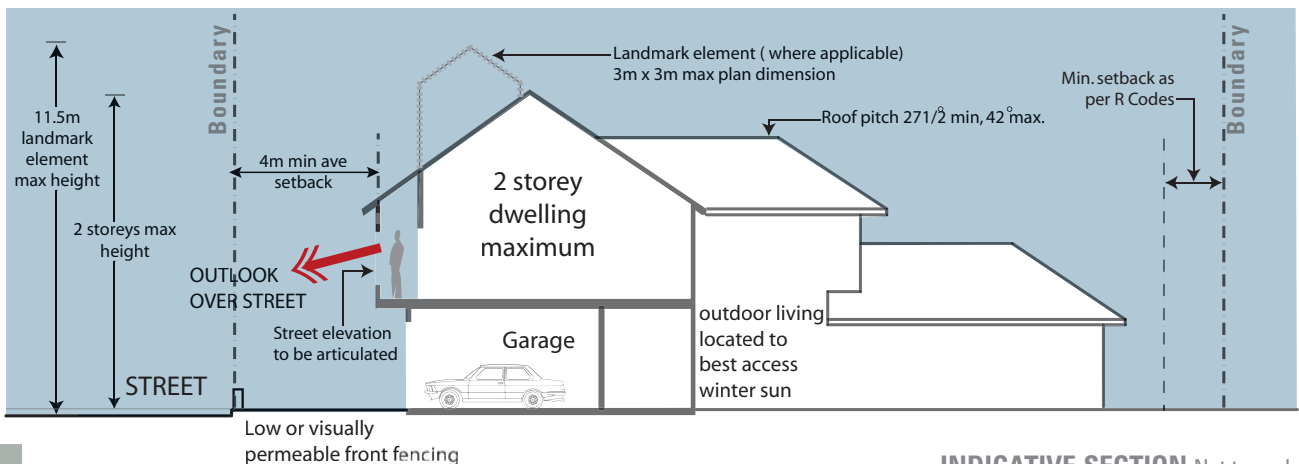 Boundary
Landmark element ( where applicable)
3m x 3m max plan dimension
Min. setback as
per R Codes
Boundary
11.5m
landmark
element
max height
Roof pitch 271/2° min, 42° max.
4m min ave
setback
2 storey
dwelling
maximum
2 storeys max
height
OUTLOOK
OVER STREET
Street elevation
to be articulated
Garage
outdoor living
located to
best access
winter sun
STREET
Low or visually
permeable front fencing
INDICATIVE SECTION Not to